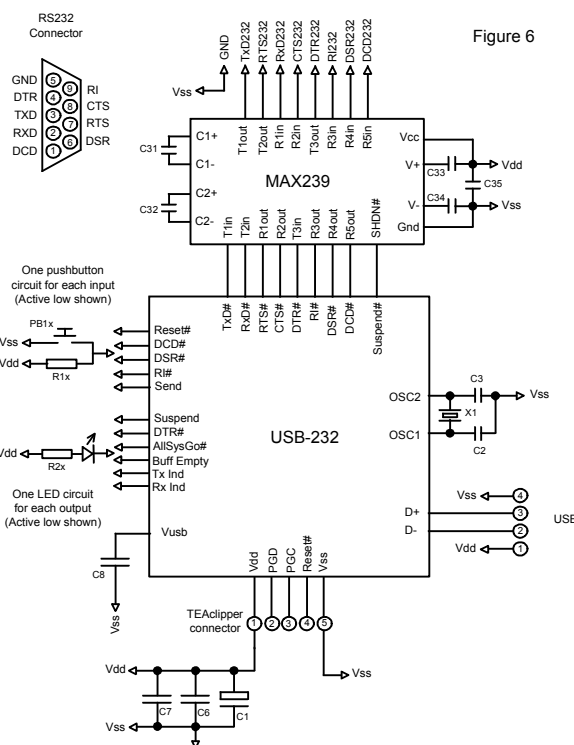 RS232
Connector
GND 5
9 RI
DTR 4
8 CTS
TXD 3
7 RTS
RXD 2
6 DSR
DCD 1
Figure 6
GND
TxD232
RTS232
RxD232
CTS232
DTR232
RI232
DSR232
DCD232
Vss
T1out
T2out
R1in
R2in
T3out
R3in
R4in
R5in
C1+
C31
C1-
C2+
C32
C2-
MAX239
Vcc
V+
C33
Vdd
C35
V-
C34
Vss
Gnd
T1in
T2in
R1out
R2out
T3in
R3out
R4out
R5out
SHDN#
One pushbutton
circuit for each input
(Active low shown)
PB1x
Vss
Vdd
R1x
TxD#
RxD#
RTS#
CTS#
DTR#
RI#
DSR#
DCD#
Suspend#
Reset#
DCD#
DSR#
RI#
Send
Suspend
DTR#
AllSysGo#
Buff Empty
Tx Ind
Rx Ind
Vdd
R2x
One LED circuit
for each output
(Active low shown)
USB-232
OSC2
C3
Vss
X1
OSC1
C2
Vss 4
D+ 3
D- 2
Vdd 1
USB
Vusb
C8
Vss
Vdd
PGD
PGC
Reset#
Vss
TEAclipper
connector
1 2 3 4 5
Vdd
Vss
C7
C6
C1
Vss